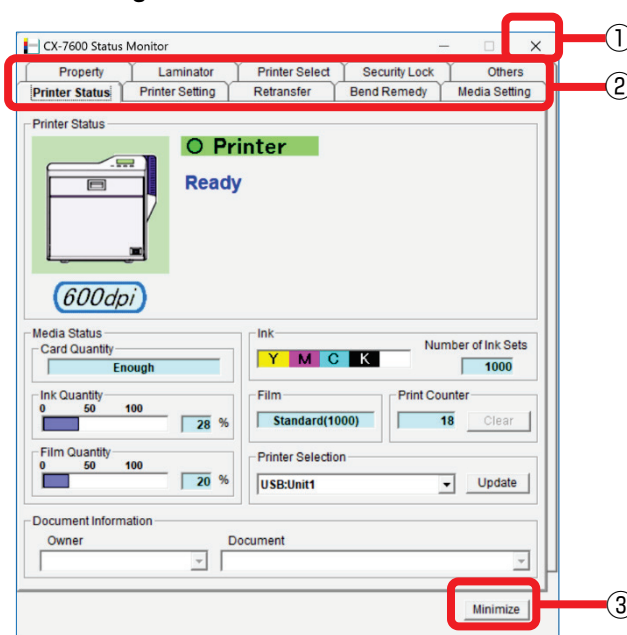 CX-7600 Status Monitor
①
Property Laminator Printer Select Security Lock Others
②
Printer Status Printer Setting Retransfer Bend Remedy Media Setting
Printer Status
Printer
Ready
600dpi
Media Status
Card Quantity
Enough
Ink
Y M C K
Number of Ink Sets
1000
Ink Quantity
0 50 100
28 %
Film
Standard(1000)
Print Counter
18 Clear
Film Quantity
0 50 100
20 %
Printer Selection
USB:Unit1 Update
Document Information
Owner Document
Minimize
③